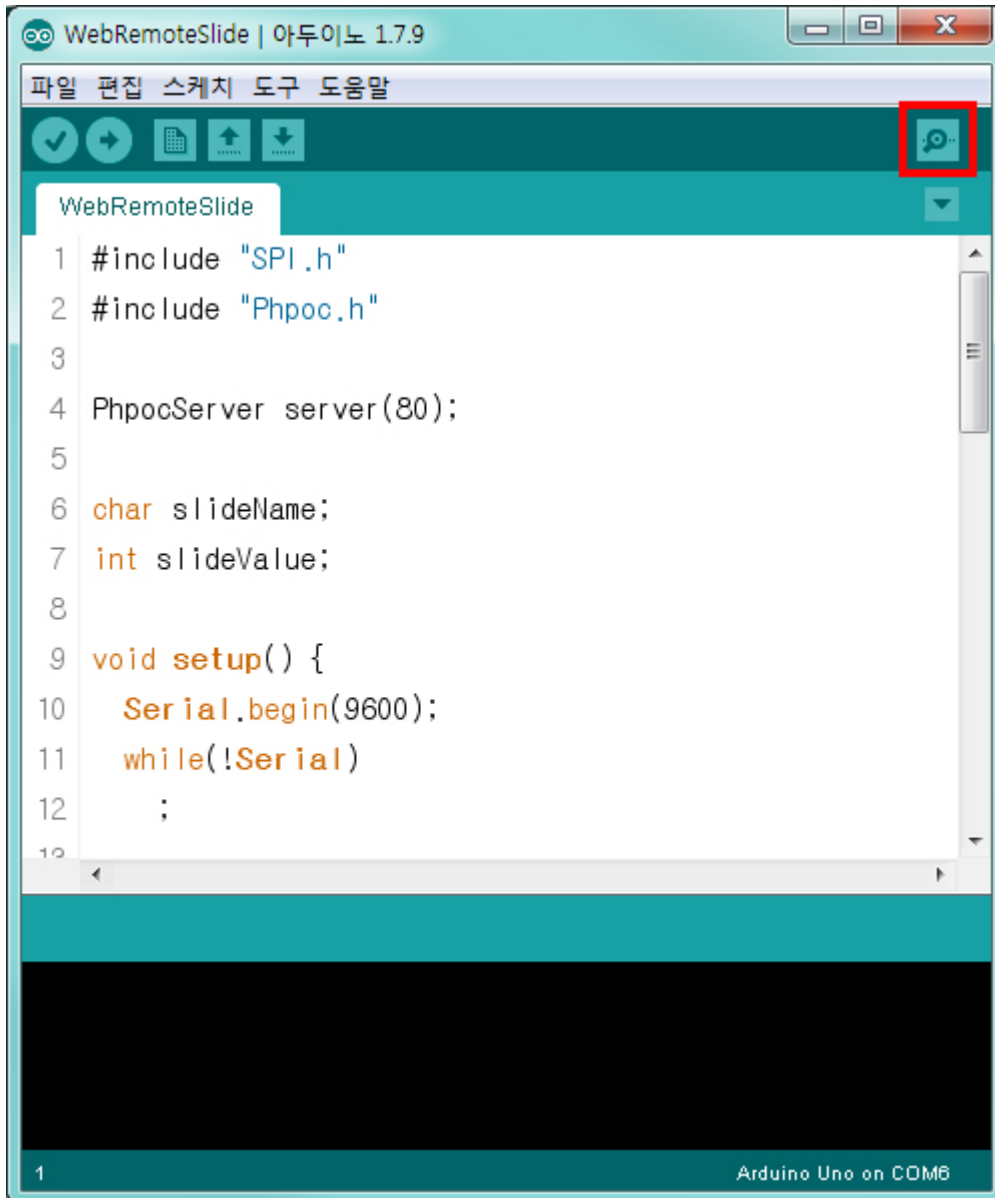 WebRemoteSlide | 아두이노 1.7.9
파일 편집 스케치 도구 도움말
WebRemoteSlide
1 #include "SPI.h"
2 #include "Phpoc.h"
3
4 PhpocServer server(80);
5
6 char slideName;
7 int slideValue;
8
9 void setup() {
10 Serial.begin(9600);
11 while(!Serial)
12 ;
13
1 Arduino Uno on COM6